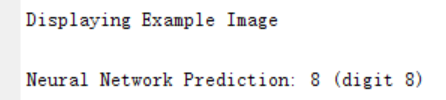 Displaying Example Image
Neural Network Prediction: 8 (digit 8)